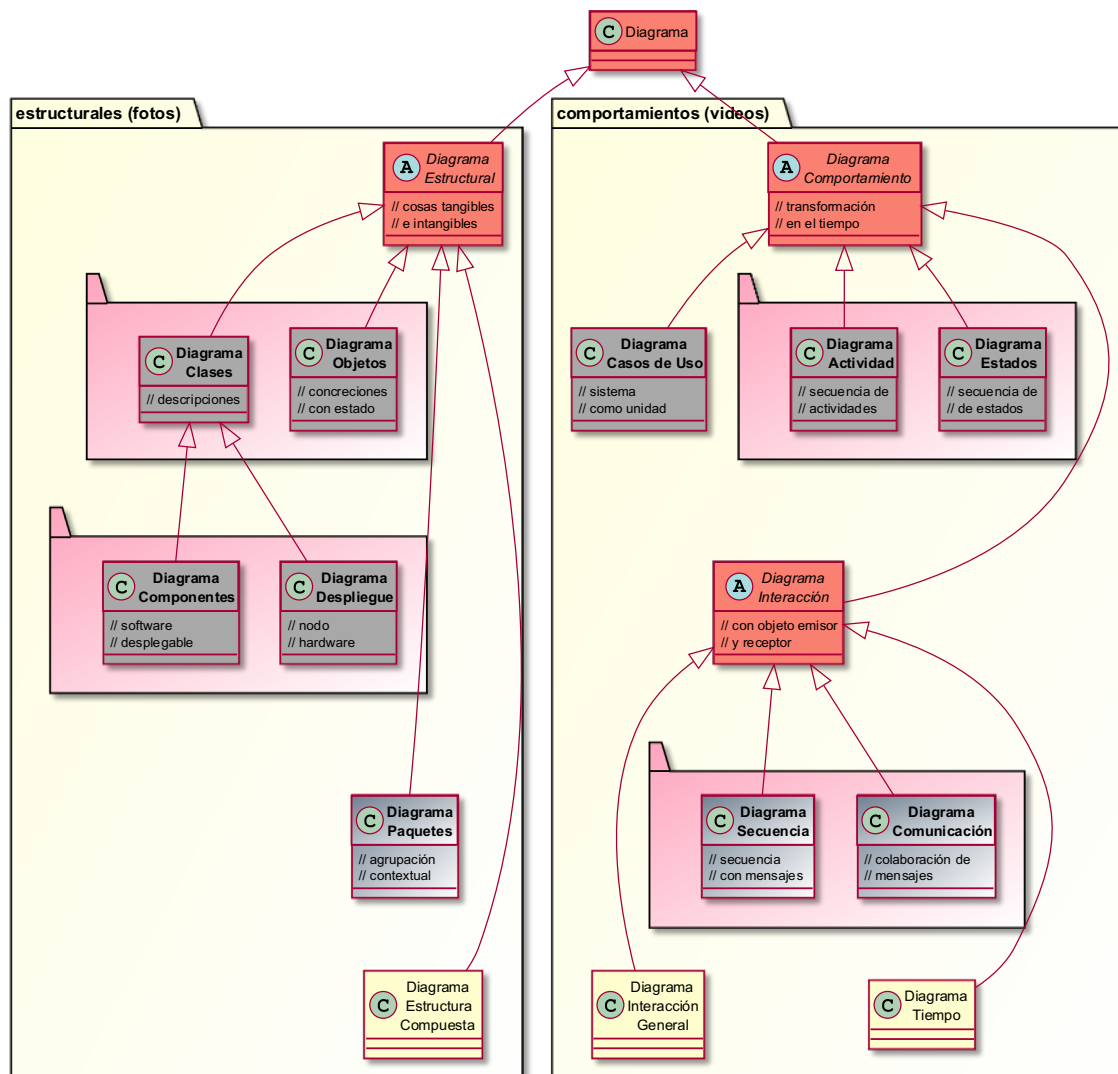 C Diagrama
estructurales (fotos)
comportamientos (videos)
A Diagrama
Estructural
// cosas tangibles
// e intangibles
A Diagrama
Comportamiento
// transformación
// en el tiempo
C Diagrama
Clases
// descripciones
C Diagrama
Objetos
// concreciones
// con estado
C Diagrama
Casos de Uso
// sistema
// como unidad
C Diagrama
Actividad
// secuencia de
// actividades
C Diagrama
Estados
// secuencia de
// de estados
C Diagrama
Componentes
// software
// desplegable
C Diagrama
Despliegue
// nodo
// hardware
A Diagrama
Interacción
// con objeto emisor
// y receptor
C Diagrama
Paquetes
// agrupación
// contextual
C Diagrama
Secuencia
// secuencia
// con mensajes
C Diagrama
Comunicación
// colaboración de
// mensajes
C Diagrama
Estructura
Compuesta
C Diagrama
Interacción
General
C Diagrama
Tiempo